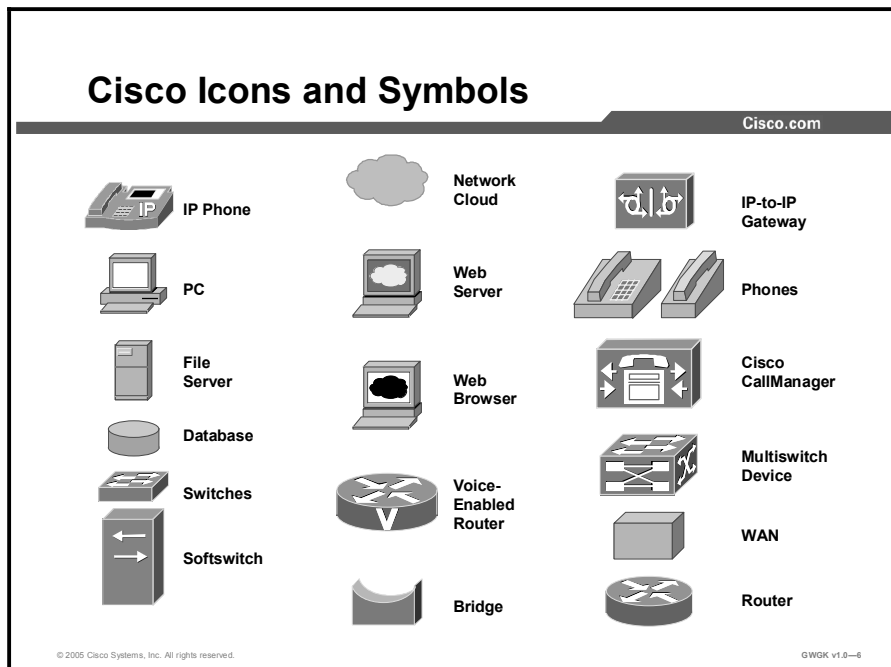 Cisco Icons and Symbols
Cisco.com
IP
IP Phone
PC
File
Server
Database
Switches
Softswitch
Network
Cloud
Web
Server
Web
Browser
V
Voice-
Enabled
Router
Bridge
IP-to-IP
Gateway
Phones
Cisco
CallManager
Multiswitch
Device
WAN
Router
© 2005 Cisco Systems, Inc. All rights reserved.
GWGK v1.0—6